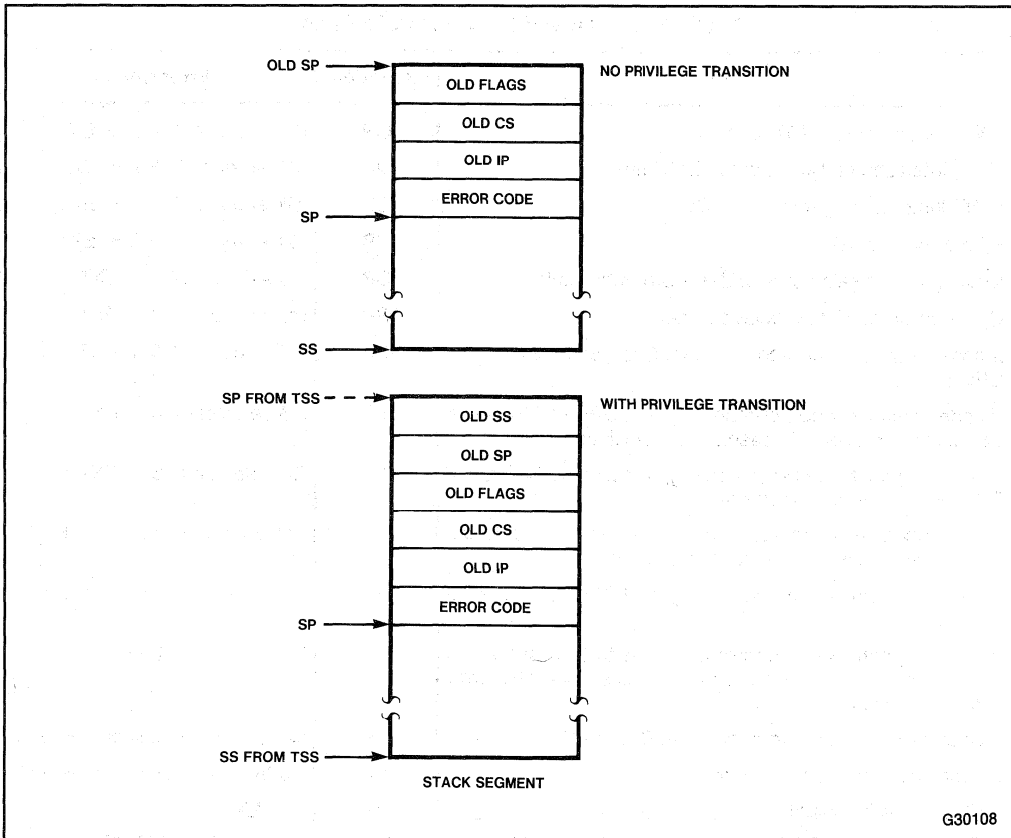 OLD SP
NO PRIVILEGE TRANSITION
OLD FLAGS
OLD CS
OLD IP
ERROR CODE
SP
SS
SP FROM TSS
WITH PRIVILEGE TRANSITION
OLD SS
OLD SP
OLD FLAGS
OLD CS
OLD IP
ERROR CODE
SP
SS FROM TSS
STACK SEGMENT
G30108